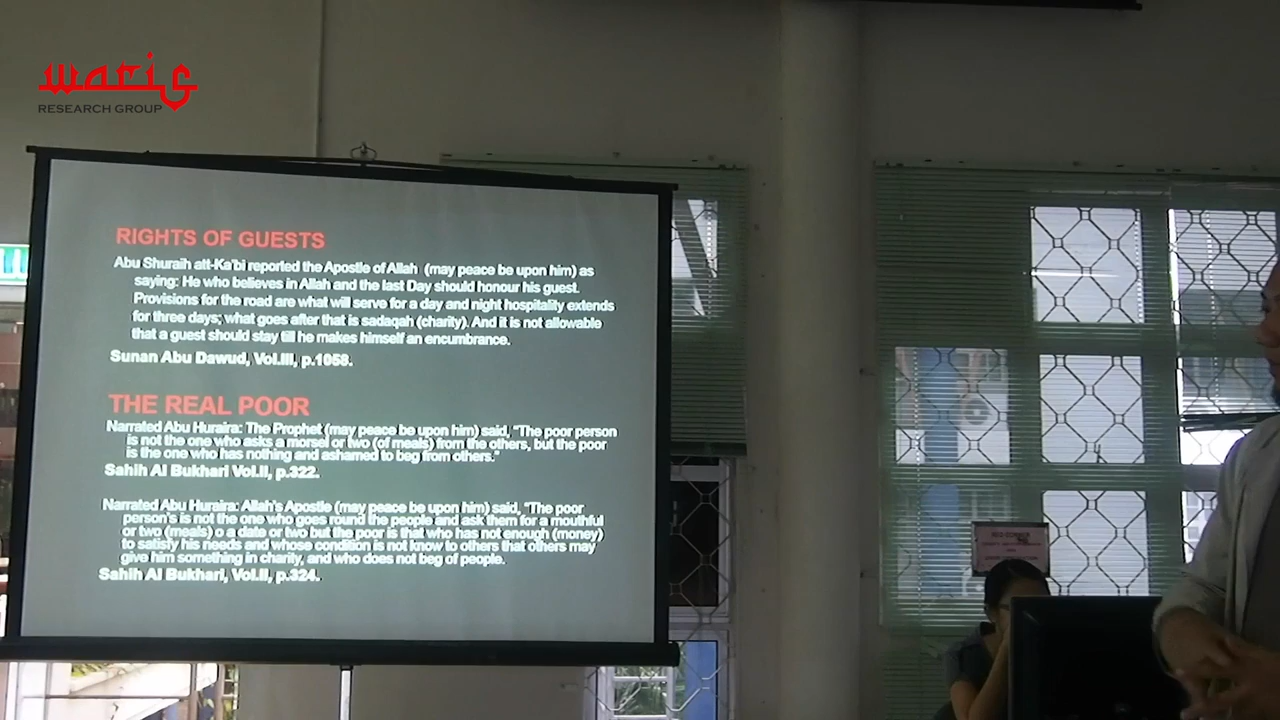 waris
RESEARCH GROUP
RIGHTS OF GUESTS
Abu Shuraih att-Ka'bi reported the Apostle of Allah (may peace be upon him) as
saying: He who believes in Allah and the last Day should honour his guest.
Provisions for the road are what will serve for a day and night hospitality extends
for three days; what goes after that is sadaqah (charity). And it is not allowable
that a guest should stay till he makes himself an encumbrance.
Sunan Abu Dawud, Vol.III, p.1058.
THE REAL POOR
Narrated Abu Huraira: The Prophet (may peace be upon him) said, "The poor person
is not the one who asks a morsel or two (of meals) from the others, but the poor
is the one who has nothing and ashamed to beg from others."
Sahih Al Bukhari Vol.II, p.322.
Narrated Abu Huraira: Allah's Apostle (may peace be upon him) said, "The poor
person's is not the one who goes round the people and ask them for a mouthful
or two (meals) o a date or two but the poor is that who has not enough (money)
to satisfy his needs and whose condition is not know to others that others may
give him something in charity, and who does not beg of people.
Sahih Al Bukhari, Vol.II, p.324.